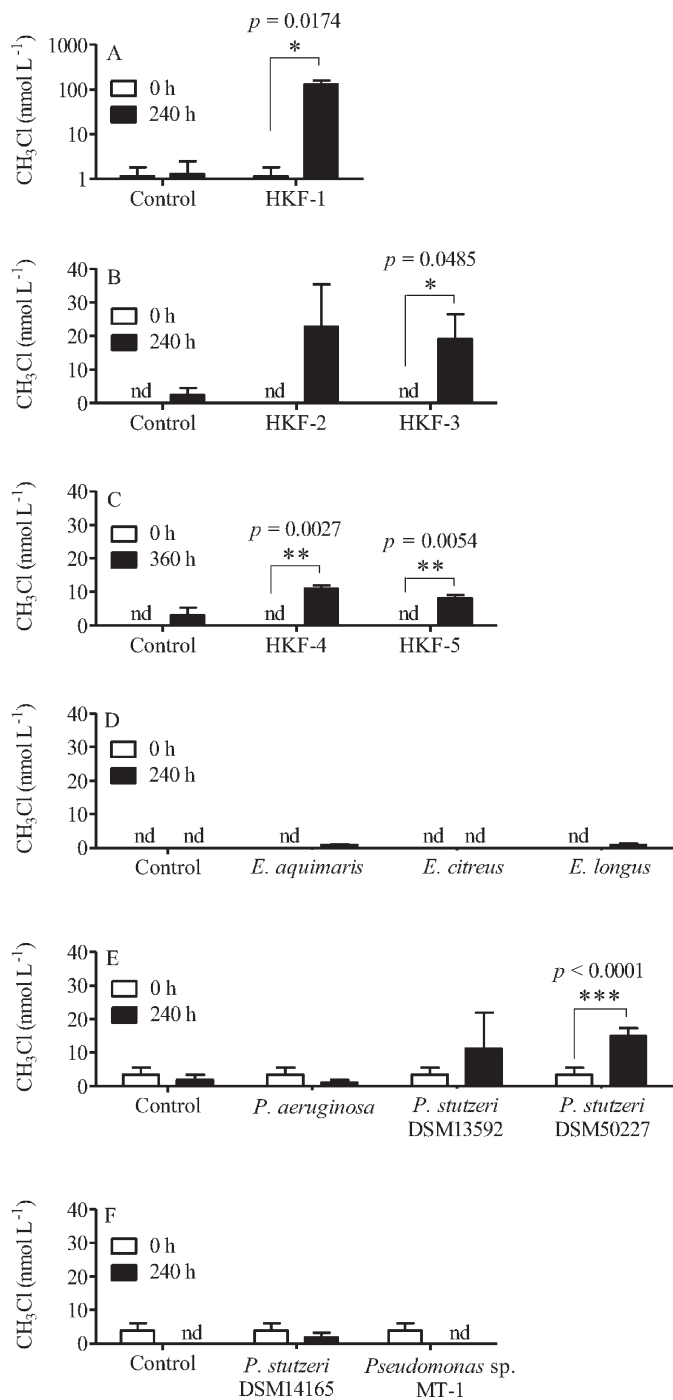 p = 0.0174
*
A
0 h
240 h
CH₃Cl (nmol L⁻¹)
1000
100
10
1
Control
HKF-1
p = 0.0485
*
B
0 h
240 h
CH₃Cl (nmol L⁻¹)
40
30
20
10
0
nd
nd
nd
Control
HKF-2
HKF-3
C
0 h
360 h
p = 0.0027
**
p = 0.0054
**
CH₃Cl (nmol L⁻¹)
40
30
20
10
0
nd
nd
nd
Control
HKF-4
HKF-5
D
0 h
240 h
CH₃Cl (nmol L⁻¹)
40
30
20
10
0
nd nd
nd
nd nd
nd
Control
E. aquimaris
E. citreus
E. longus
E
0 h
240 h
p < 0.0001
***
CH₃Cl (nmol L⁻¹)
40
30
20
10
0
Control
P. aeruginosa
P. stutzeri
DSM13592
P. stutzeri
DSM50227
F
0 h
240 h
CH₃Cl (nmol L⁻¹)
40
30
20
10
0
nd
nd
Control
P. stutzeri
DSM14165
Pseudomonas sp.
MT-1